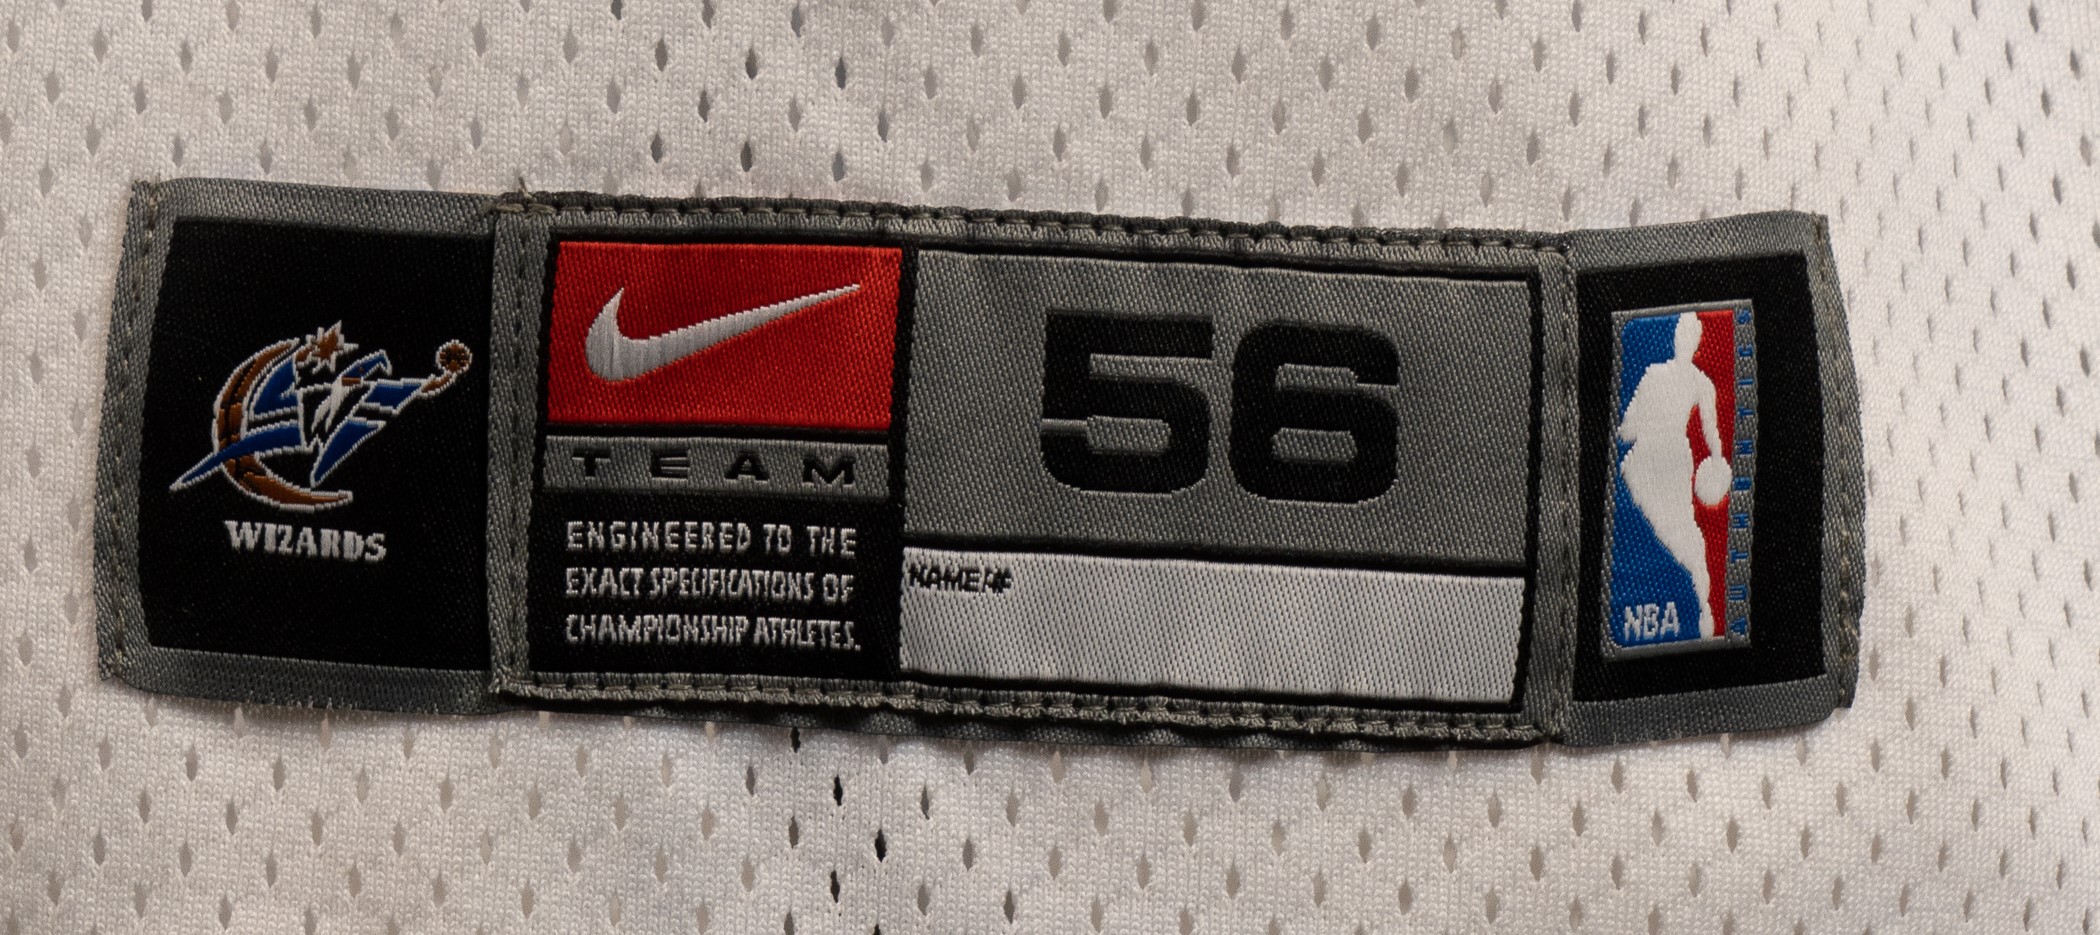 WIZARDS
TEAM
ENGINEERED TO THE
EXACT SPECIFICATIONS OF
CHAMPIONSHIP ATHLETES.
56
NAME/#
NBA
AUTHENTICS